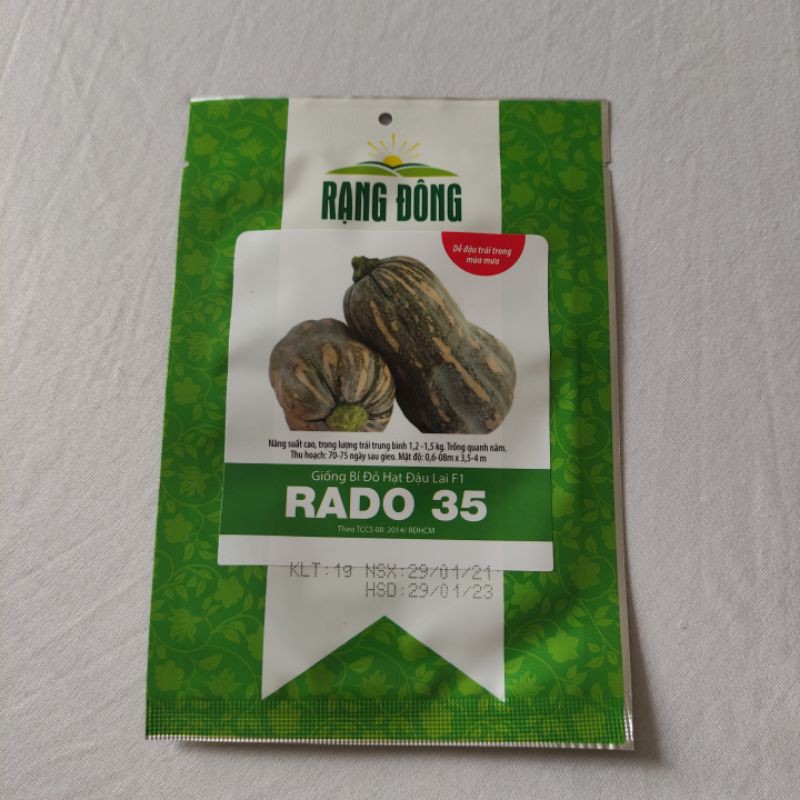 RẠNG ĐÔNG
Dễ đậu trái trong
mùa mưa
Năng suất cao, trọng lượng trái trung bình 1,2 -1,5 kg. Trồng quanh năm.
Thu hoạch: 70-75 ngày sau gieo. Mật độ: 0,6-08m x 3,5-4 m
Giống Bí Đỏ Hạt Đậu Lai F1
RADO 35
Theo TCCS 08: 2014/ RĐHCM
KLT:1g NSX:29/01/21
HSD:29/01/23